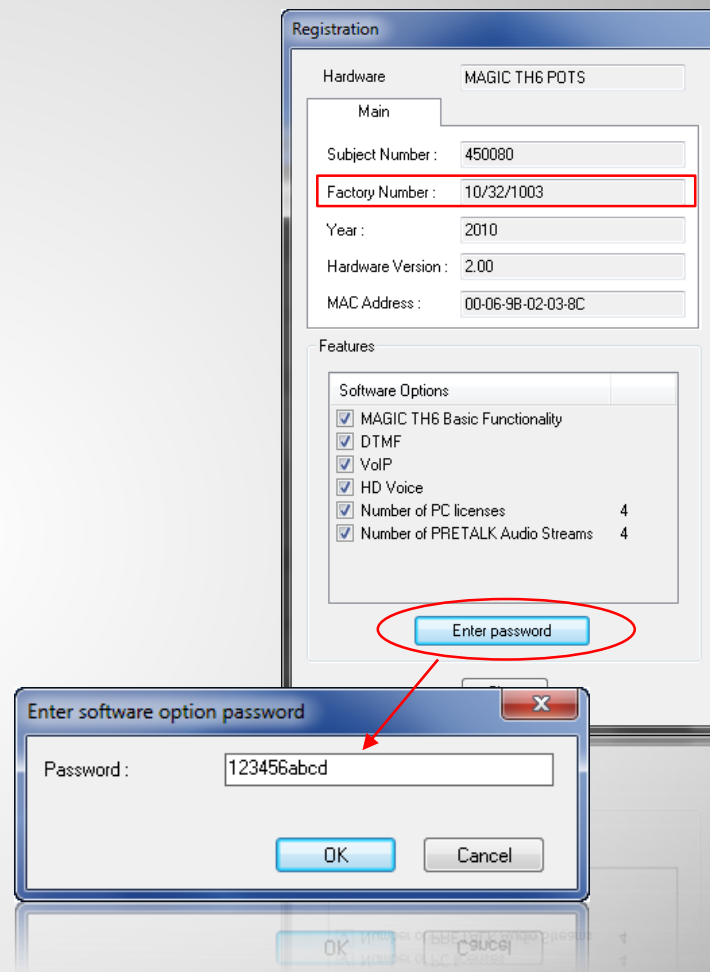 Registration
Hardware MAGIC TH6 POTS
Main
Subject Number : 450080
Factory Number : 10/32/1003
Year : 2010
Hardware Version : 2.00
MAC Address : 00-06-9B-02-03-8C
Features
Software Options
MAGIC TH6 Basic Functionality
DTMF
VoIP
HD Voice
Number of PC licenses 4
Number of PRETALK Audio Streams 4
Enter password
Enter software option password
Password : 123456abcd
OK Cancel